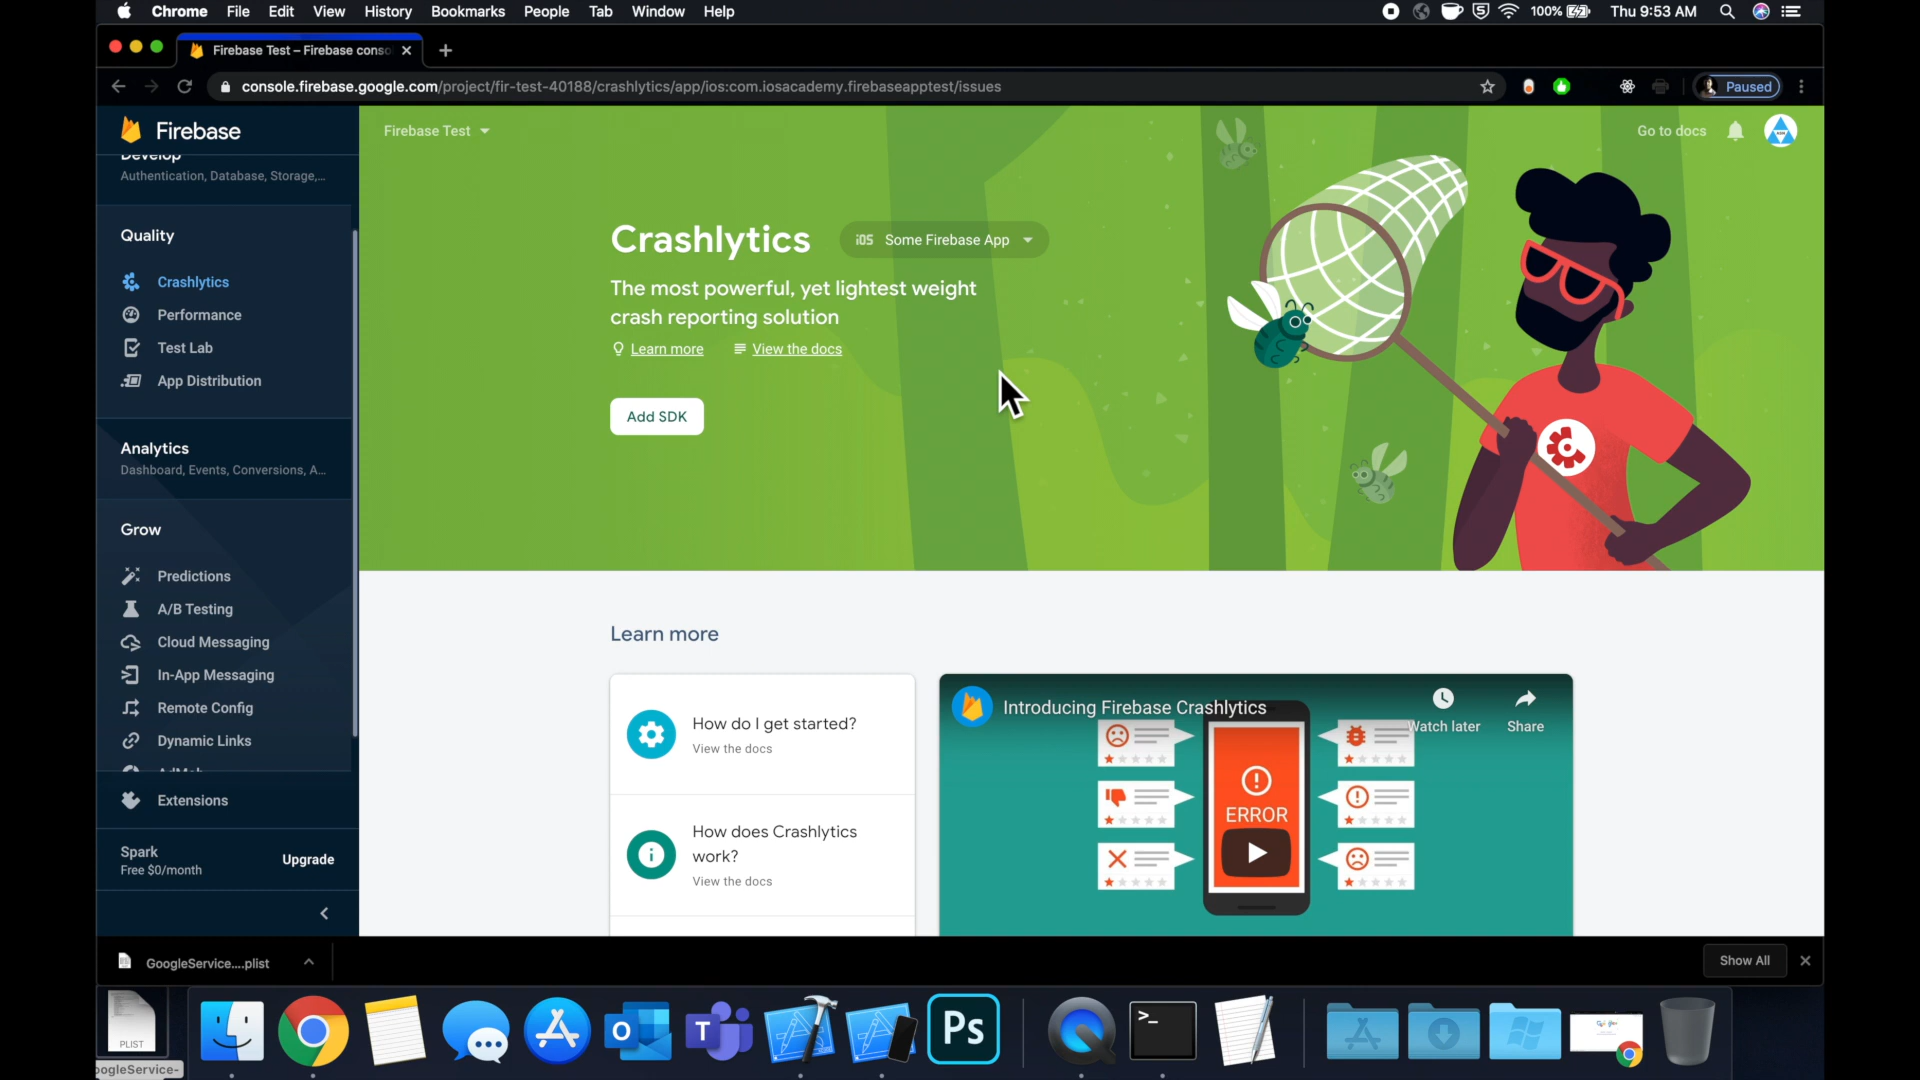 Chrome File Edit View History Bookmarks People Tab Window Help
100% Thu 9:53 AM
Firebase Test – Firebase conso
console.firebase.google.com/project/fir-test-40188/crashlytics/app/ios:com.iosacademy.firebaseapptest/issues
Paused
Firebase
Develop
Authentication, Database, Storage,...
Quality
Crashlytics
Performance
Test Lab
App Distribution
Analytics
Dashboard, Events, Conversions, A...
Grow
Predictions
A/B Testing
Cloud Messaging
In-App Messaging
Remote Config
Dynamic Links
AdMob
Extensions
Spark
Free $0/month
Upgrade
Firebase Test
Go to docs
Crashlytics
iOS Some Firebase App
The most powerful, yet lightest weight
crash reporting solution
Learn more
View the docs
Add SDK
Learn more
How do I get started?
View the docs
How does Crashlytics
work?
View the docs
Introducing Firebase Crashlytics
Watch later
Share
ERROR
GoogleService....plist
Show All
PLIST
oogleService-
O
T
Ps
>_